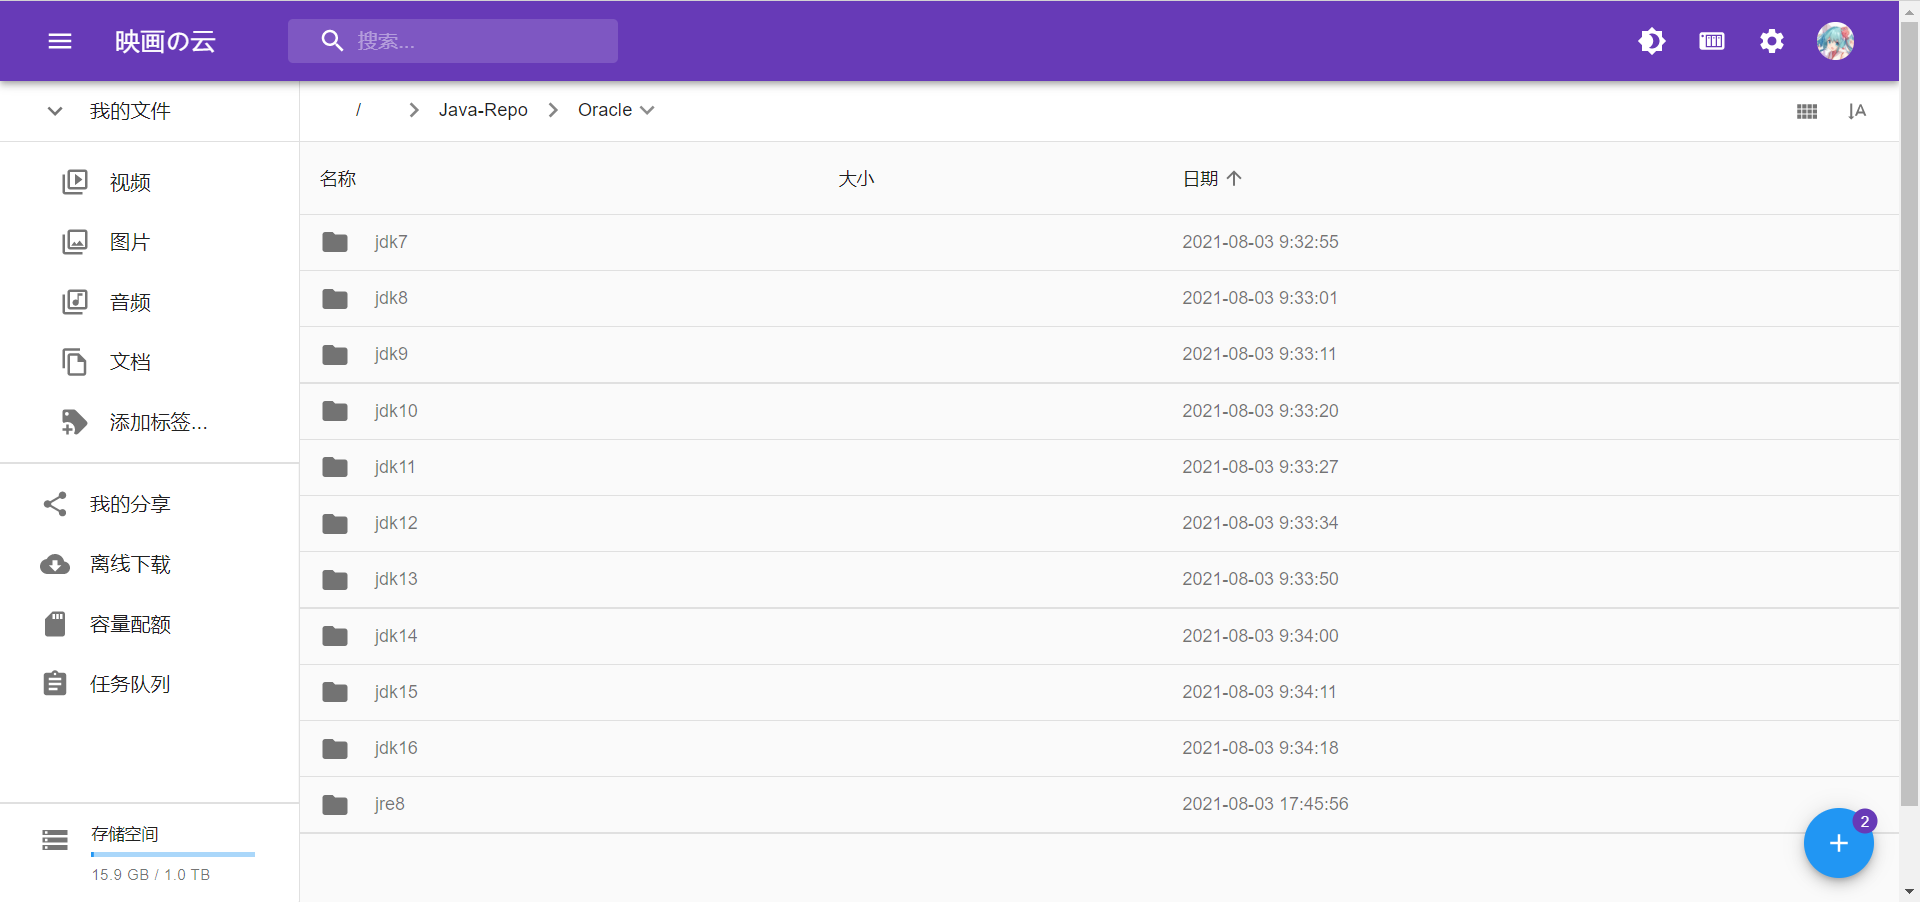 映画の云
搜索...
我的文件
/ Java-Repo Oracle
视频
图片
音频
文档
添加标签...
我的分享
离线下载
容量配额
任务队列
存储空间
15.9 GB / 1.0 TB
名称 大小 日期
jdk7 2021-08-03 9:32:55
jdk8 2021-08-03 9:33:01
jdk9 2021-08-03 9:33:11
jdk10 2021-08-03 9:33:20
jdk11 2021-08-03 9:33:27
jdk12 2021-08-03 9:33:34
jdk13 2021-08-03 9:33:50
jdk14 2021-08-03 9:34:00
jdk15 2021-08-03 9:34:11
jdk16 2021-08-03 9:34:18
jre8 2021-08-03 17:45:56
2